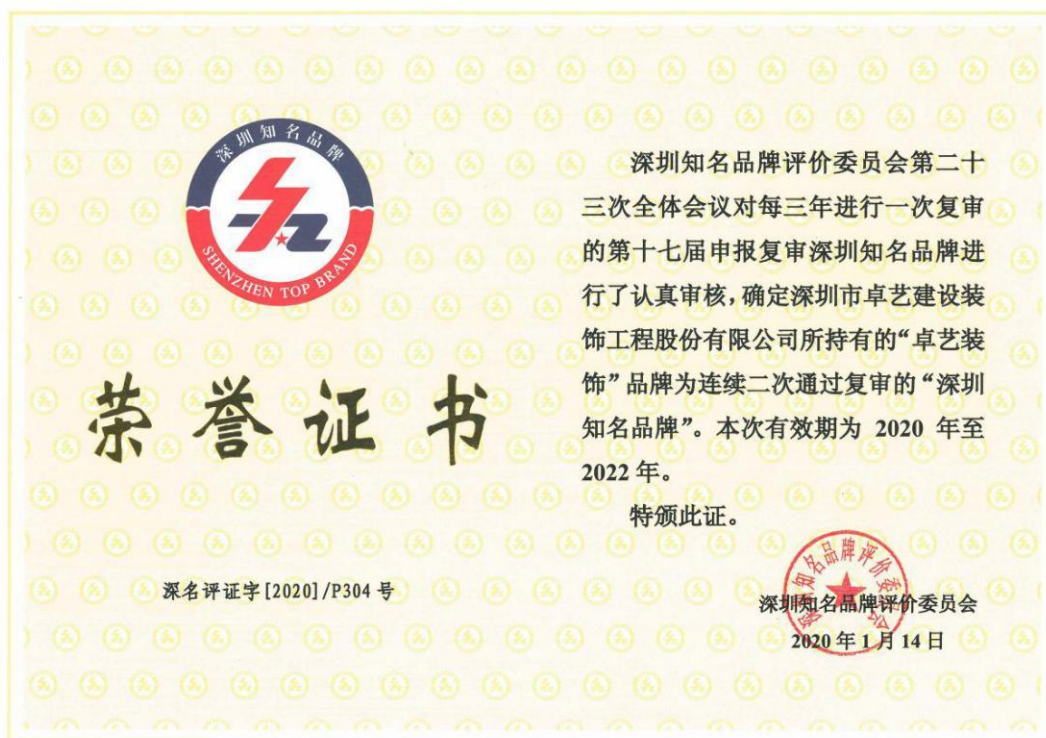 深圳知名品牌
SHENZHEN TOP BRAND
荣誉证书
深名评证字[2020]/P304号
深圳知名品牌评价委员会第二十
三次全体会议对每三年进行一次复审
的第十七届申报复审深圳知名品牌进
行了认真审核，确定深圳市卓艺建设装
饰工程股份有限公司所持有的“卓艺装
饰”品牌为连续二次通过复审的“深圳
知名品牌”。本次有效期为 2020 年至
2022 年。
特颁此证。
深圳知名品牌评价委员会
深圳知名品牌评价委员会
2020 年 1 月 14 日